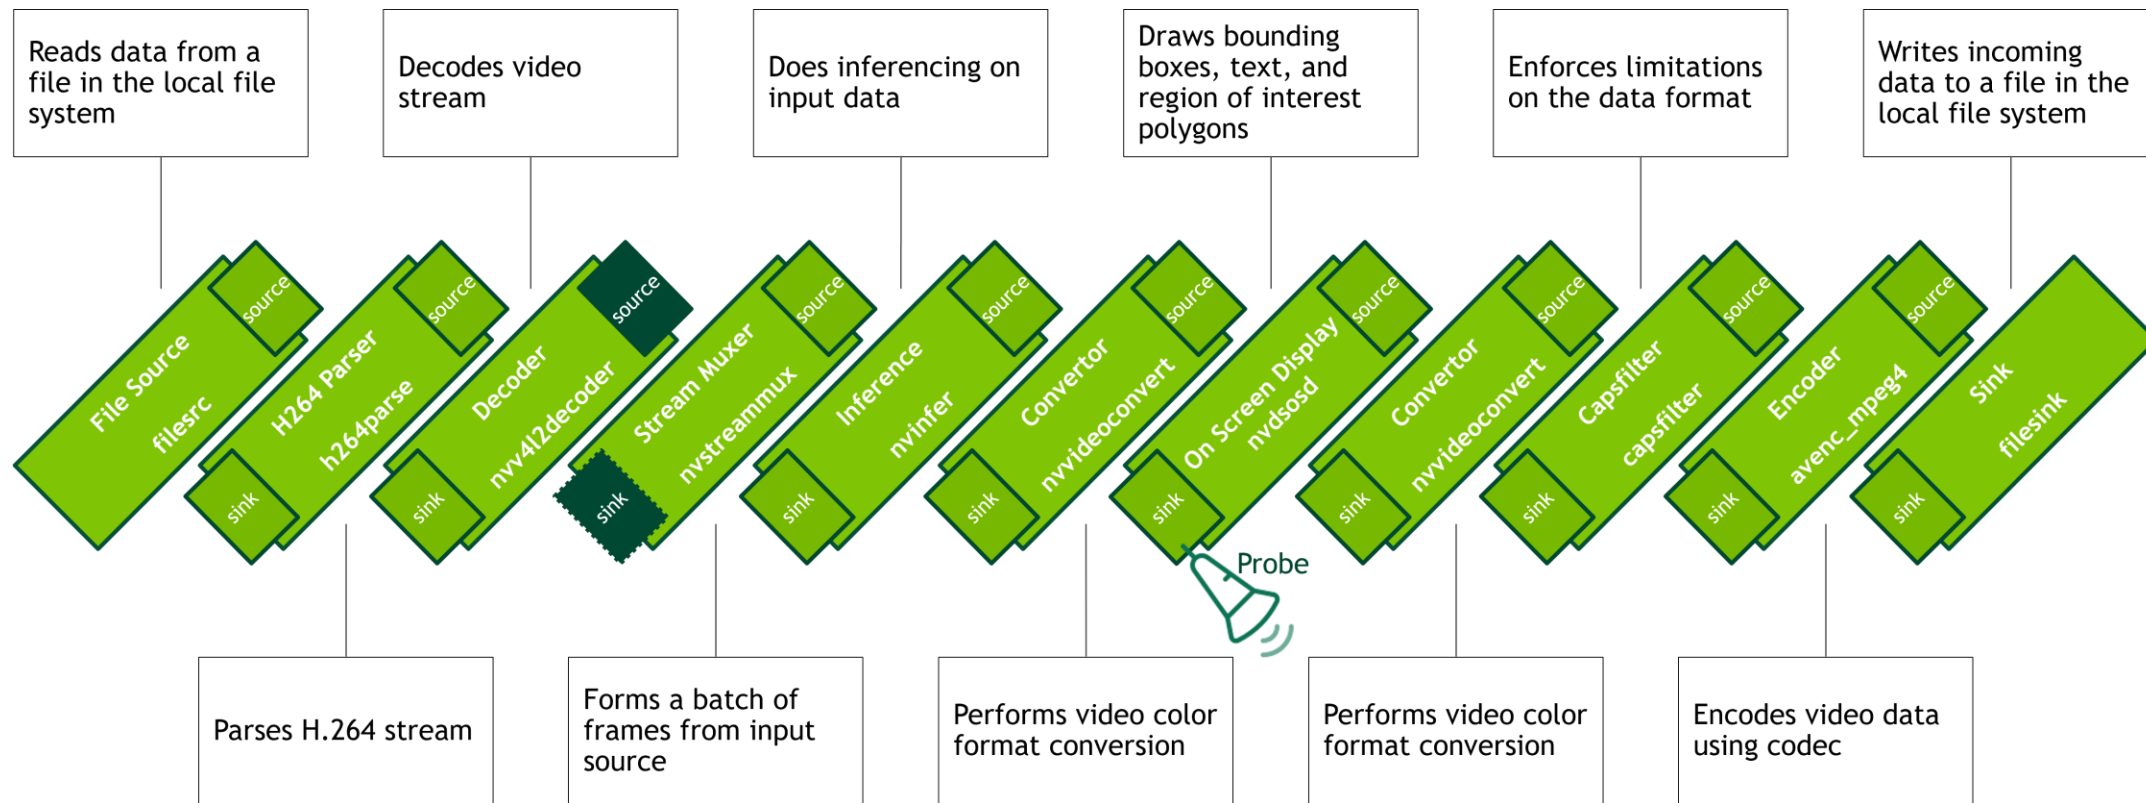 Reads data from a
file in the local file
system
Decodes video
stream
Does inferencing on
input data
Draws bounding
boxes, text, and
region of interest
polygons
Enforces limitations
on the data format
Writes incoming
data to a file in the
local file system
File Source
filesrc
source
sink
H264 Parser
h264parse
source
sink
Decoder
nvv4l2decoder
source
sink
Stream Muxer
nvstreammux
source
sink
Inference
nvinfer
source
sink
Convertor
nvvideoconvert
source
sink
On Screen Display
nvdsosd
source
sink
Convertor
nvvideoconvert
source
sink
Capsfilter
capsfilter
source
sink
Encoder
avenc_mpeg4
source
sink
Sink
filesink
Probe
Parses H.264 stream
Forms a batch of
frames from input
source
Performs video color
format conversion
Performs video color
format conversion
Encodes video data
using codec